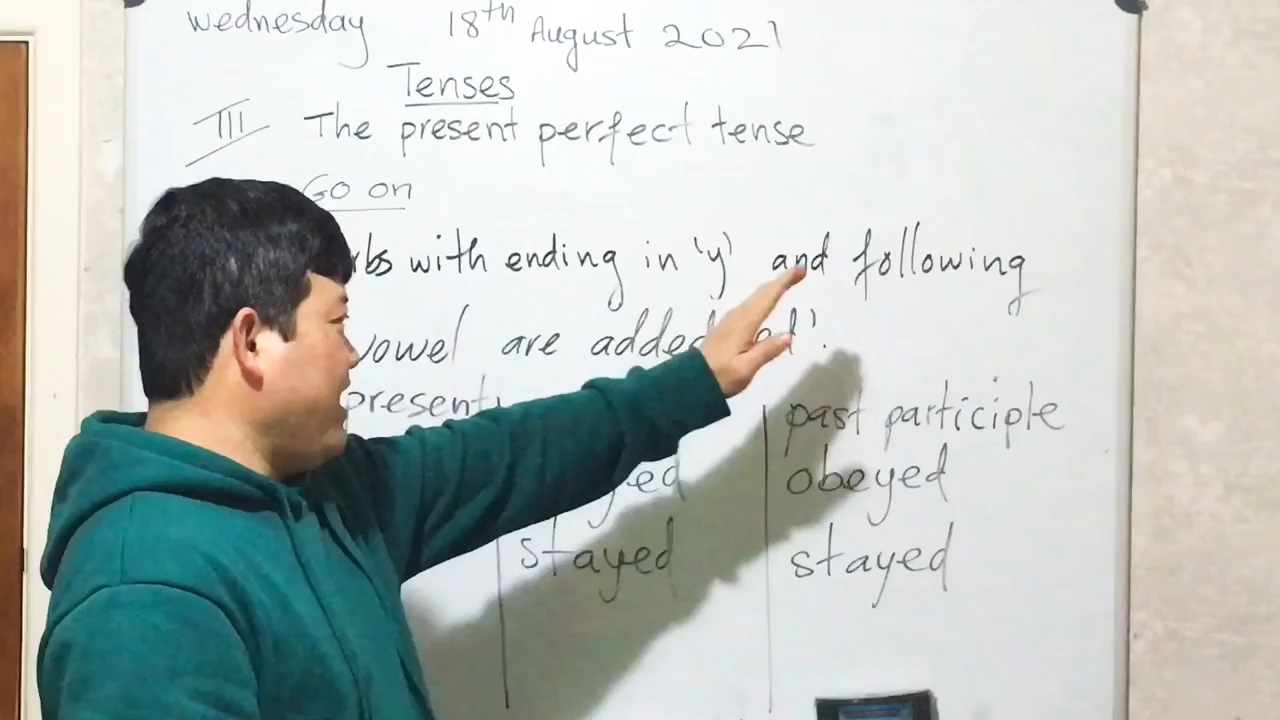 Wednesday 18th August 2021
Tenses
III The present perfect tense
Go on
with ending in 'y' and following
vowel are added
present past participle
obeyed
stayed stayed